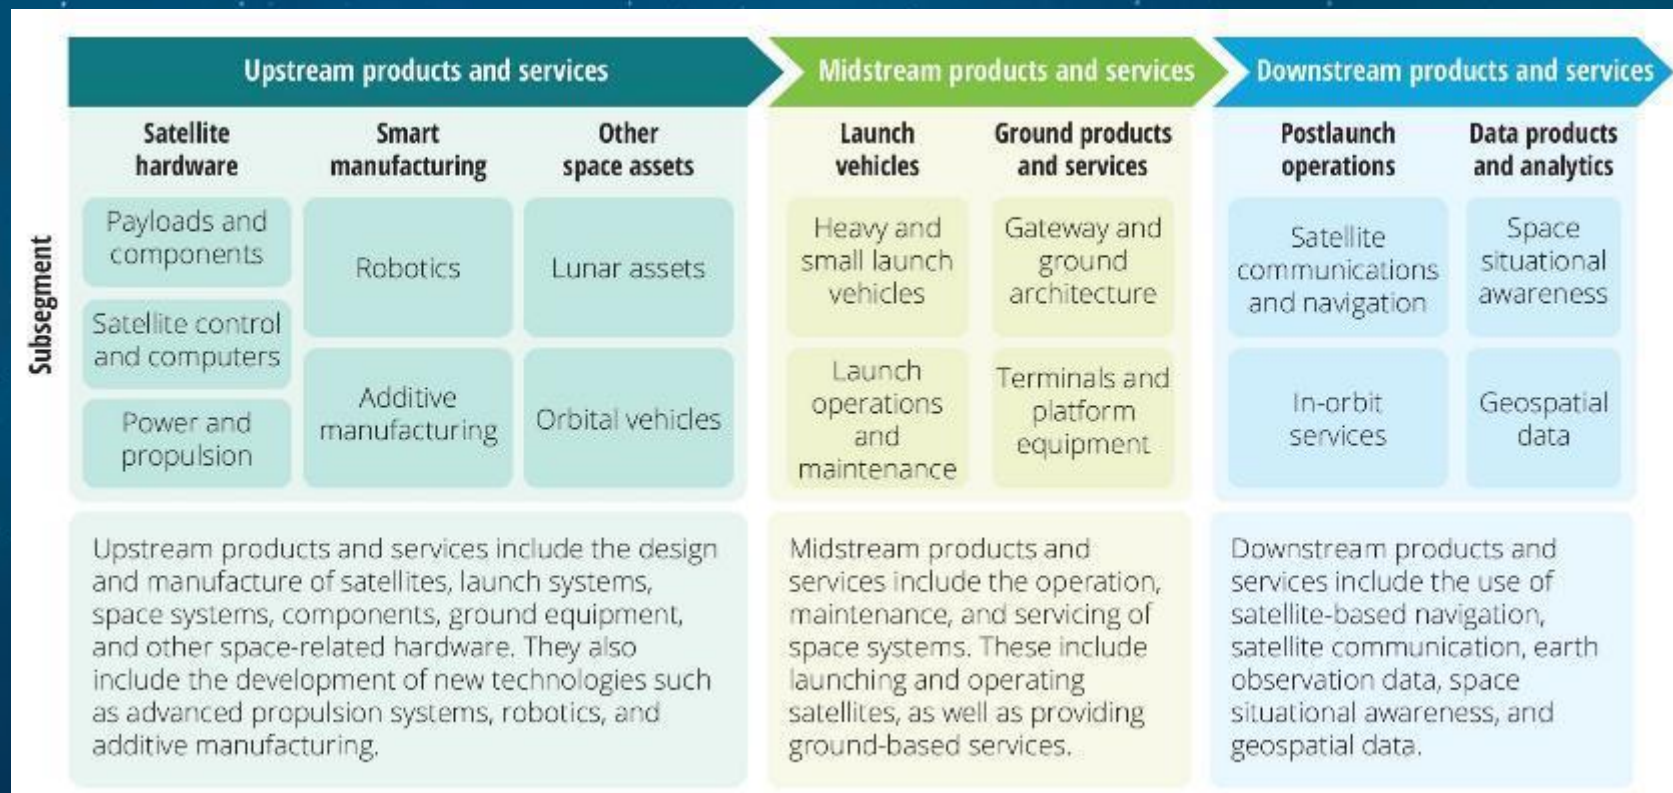 Upstream products and services
Midstream products and services
Downstream products and services
Subsegment
Satellite
hardware
Smart
manufacturing
Other
space assets
Launch
vehicles
Ground products
and services
Postlaunch
operations
Data products
and analytics
Payloads and
components
Satellite control
and computers
Power and
propulsion
Robotics
Additive
manufacturing
Lunar assets
Orbital vehicles
Heavy and
small launch
vehicles
Launch
operations
and
maintenance
Gateway and
ground
architecture
Terminals and
platform
equipment
Satellite
communications
and navigation
In-orbit
services
Space
situational
awareness
Geospatial
data
Upstream products and services include the design
and manufacture of satellites, launch systems,
space systems, components, ground equipment,
and other space-related hardware. They also
include the development of new technologies such
as advanced propulsion systems, robotics, and
additive manufacturing.
Midstream products and
services include the operation,
maintenance, and servicing of
space systems. These include
launching and operating
satellites, as well as providing
ground-based services.
Downstream products and
services include the use of
satellite-based navigation,
satellite communication, earth
observation data, space
situational awareness, and
geospatial data.